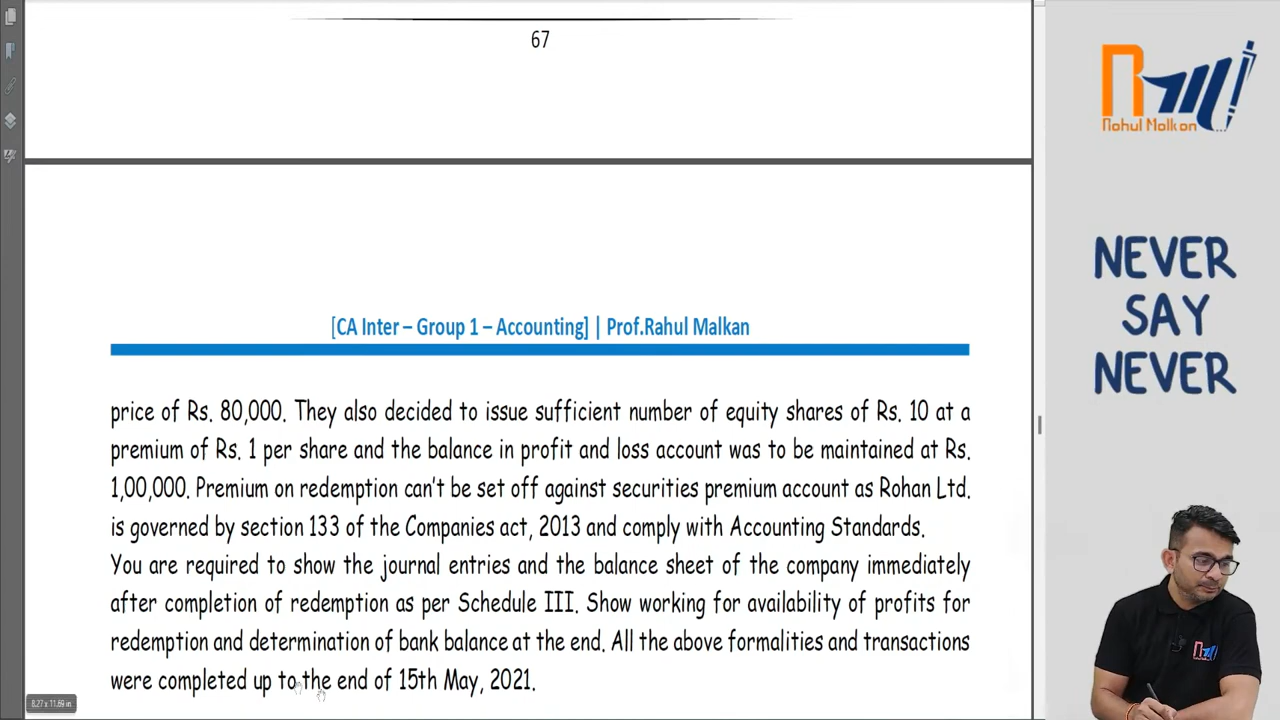 67
[CA Inter – Group 1 – Accounting] | Prof.Rahul Malkan
price of Rs. 80,000. They also decided to issue sufficient number of equity shares of Rs. 10 at a
premium of Rs. 1 per share and the balance in profit and loss account was to be maintained at Rs.
1,00,000. Premium on redemption can't be set off against securities premium account as Rohan Ltd.
is governed by section 133 of the Companies act, 2013 and comply with Accounting Standards.
You are required to show the journal entries and the balance sheet of the company immediately
after completion of redemption as per Schedule III. Show working for availability of profits for
redemption and determination of bank balance at the end. All the above formalities and transactions
were completed up to the end of 15th May, 2021.
8.27 x 11.69 in
Rahul Malkan
NEVER
SAY
NEVER